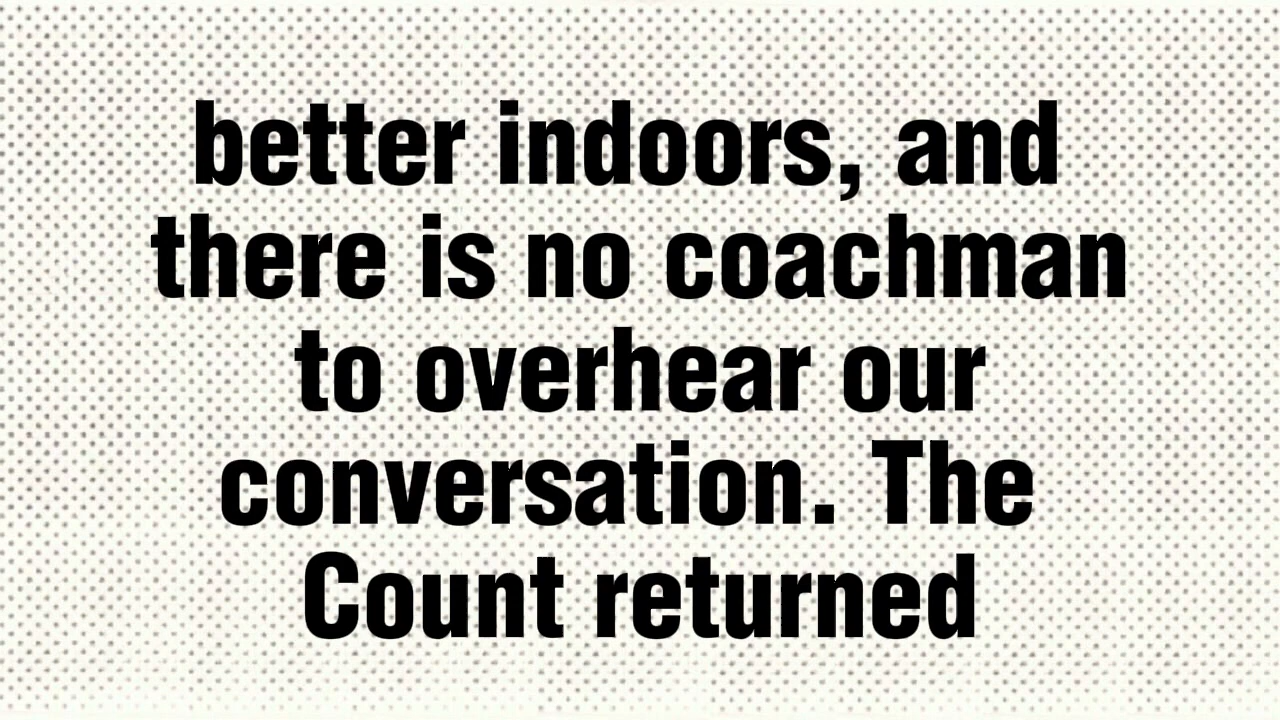 better indoors, and
there is no coachman
to overhear our
conversation. The
Count returned